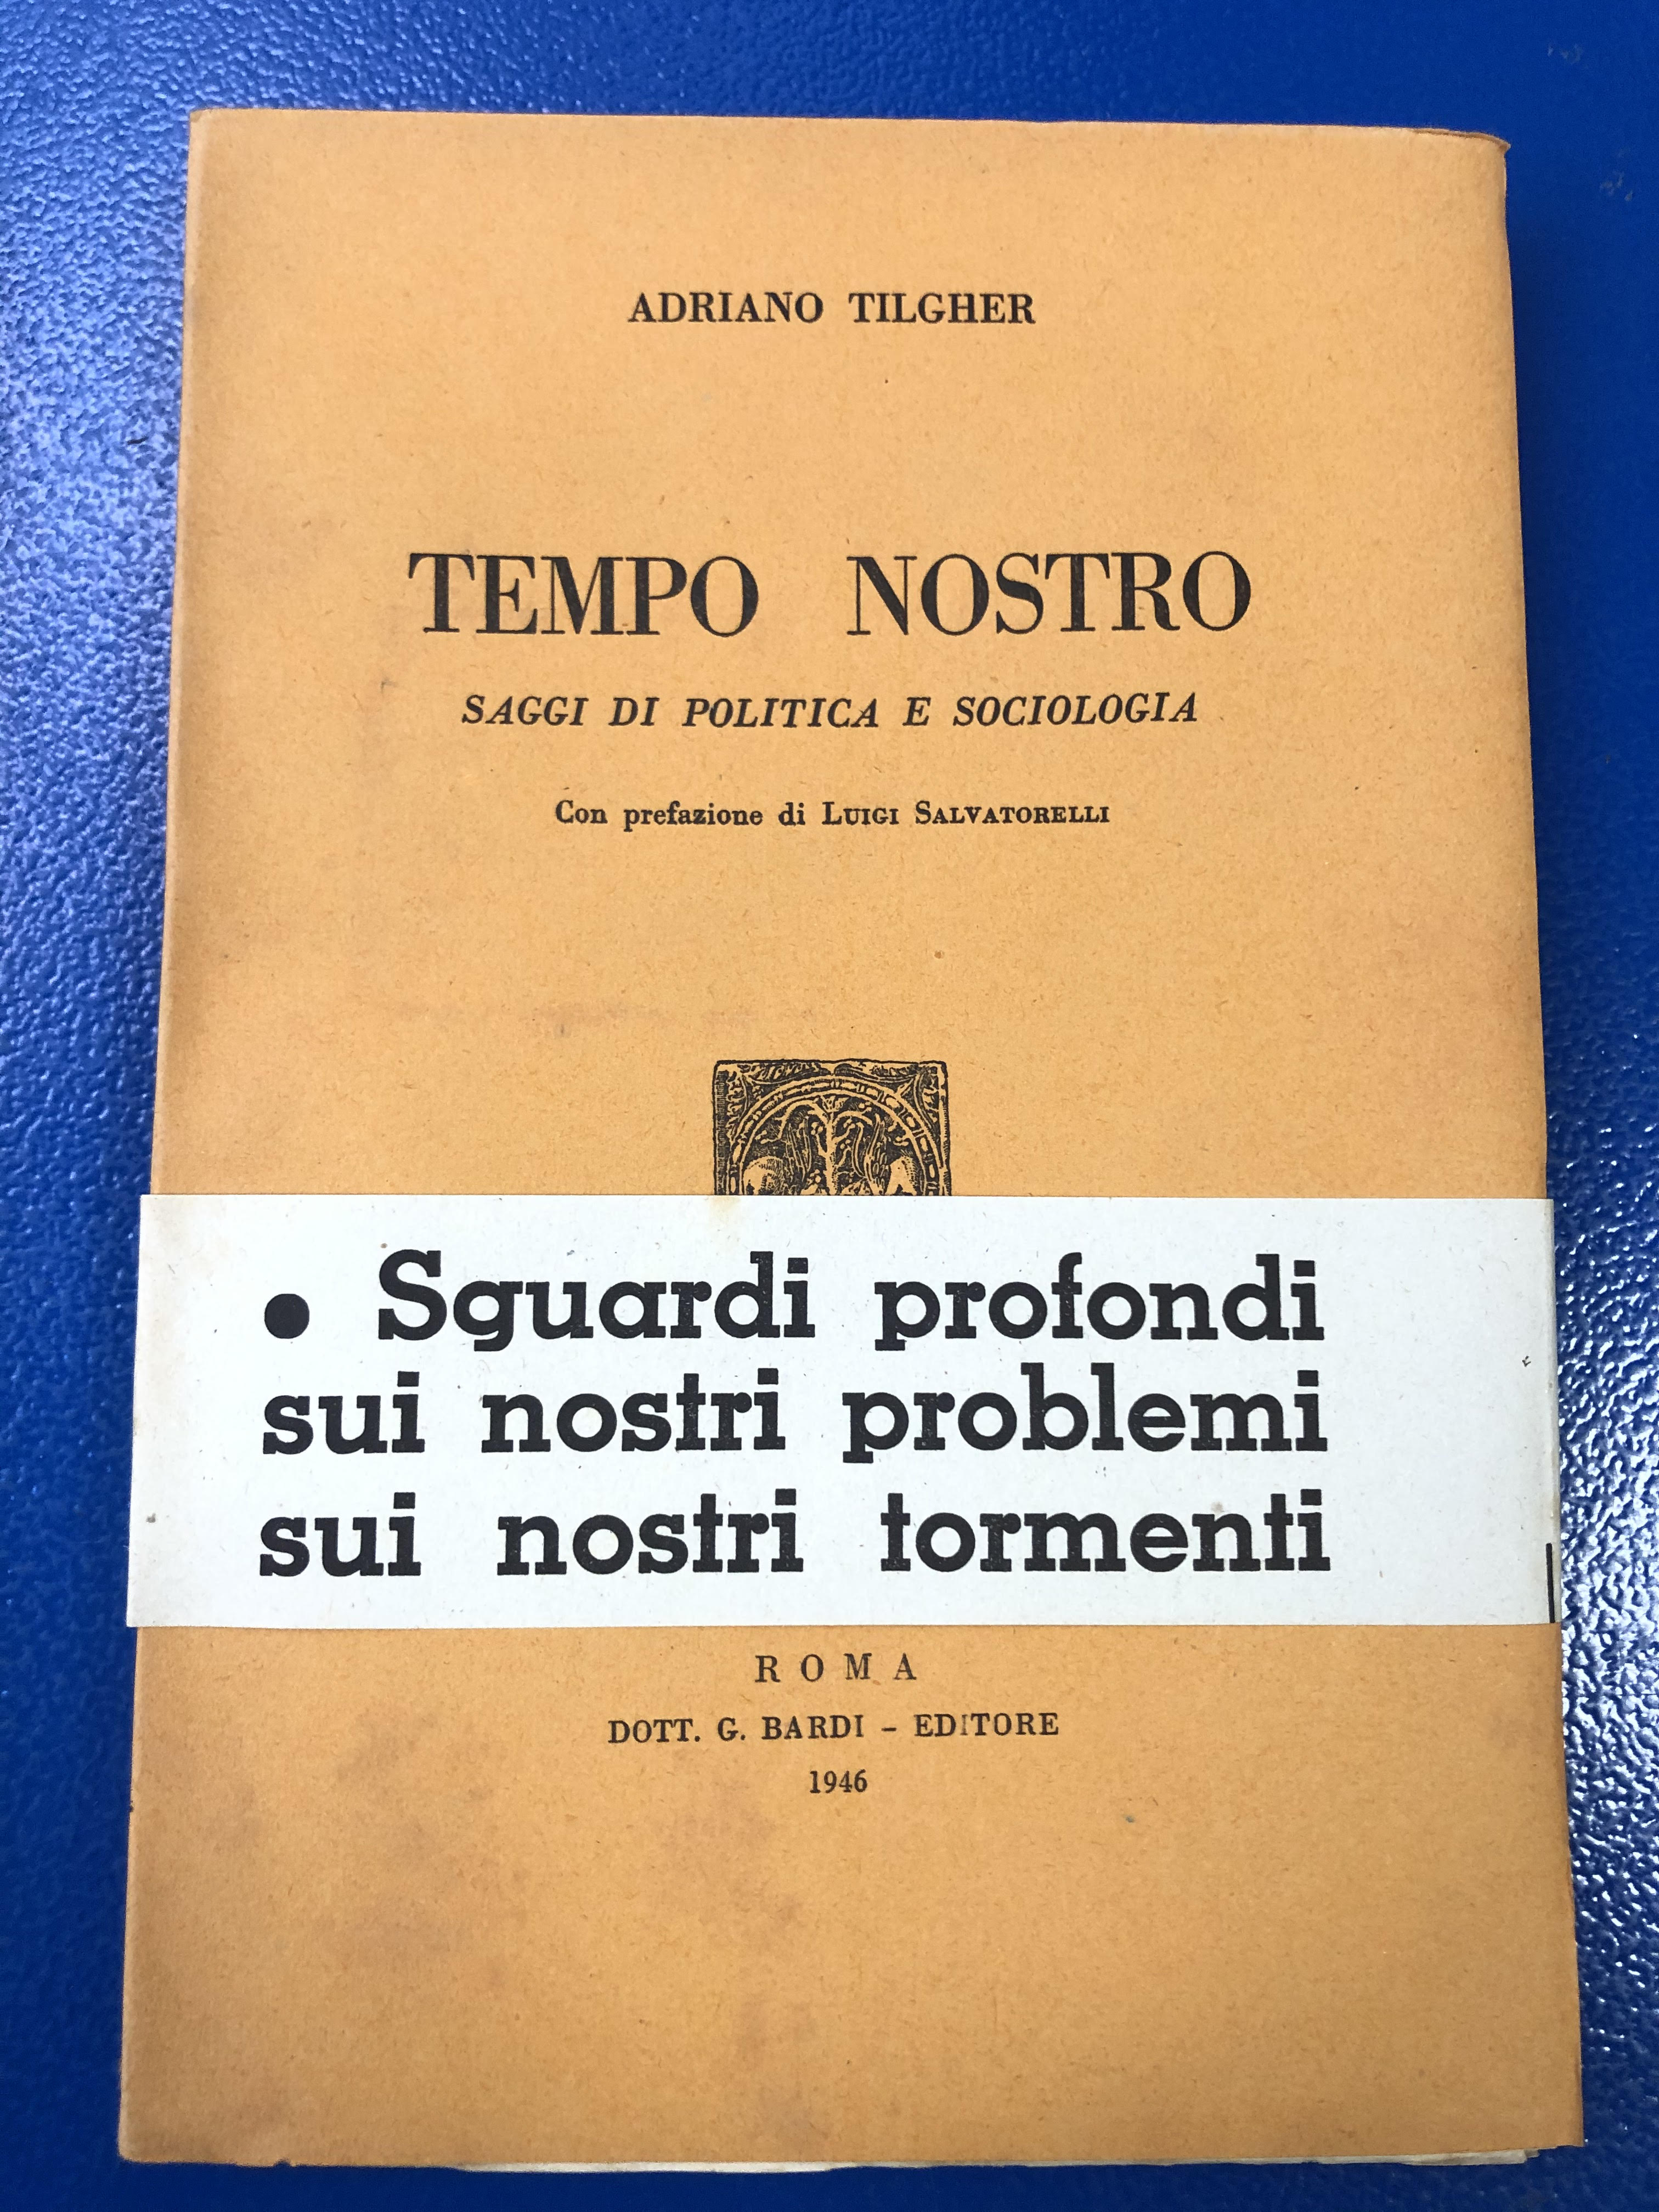 ADRIANO TILGHER
TEMPO NOSTRO
SAGGI DI POLITICA E SOCIOLOGIA
Con prefazione di LUIGI SALVATORELLI
• Sguardi profondi
sui nostri problemi
sui nostri tormenti
ROMA
DOTT. G. BARDI - EDITORE
1946